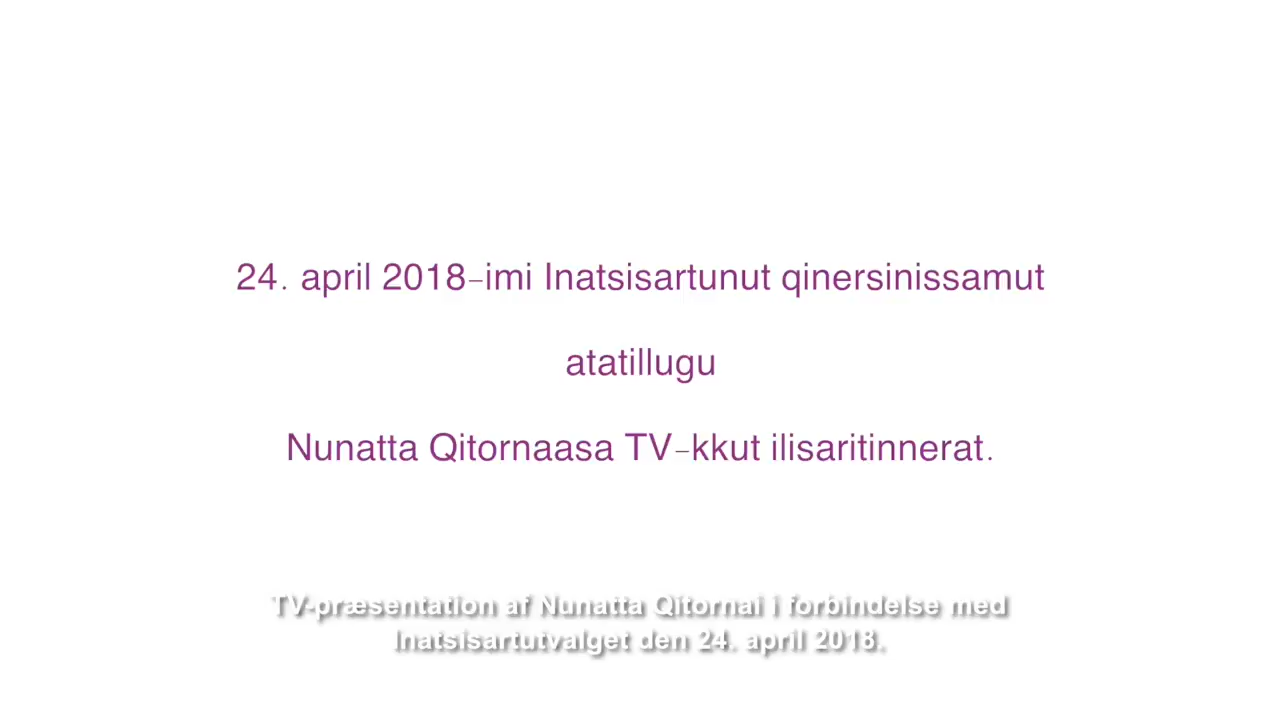 24. april 2018-imi Inatsisartunut qinersinissamut
atatillugu
Nunatta Qitornaasa TV-kkut ilisaritinnerat.
TV-præsentation af Nunatta Qitornai i forbindelse med
Inatsisartutvalget den 24. april 2018.